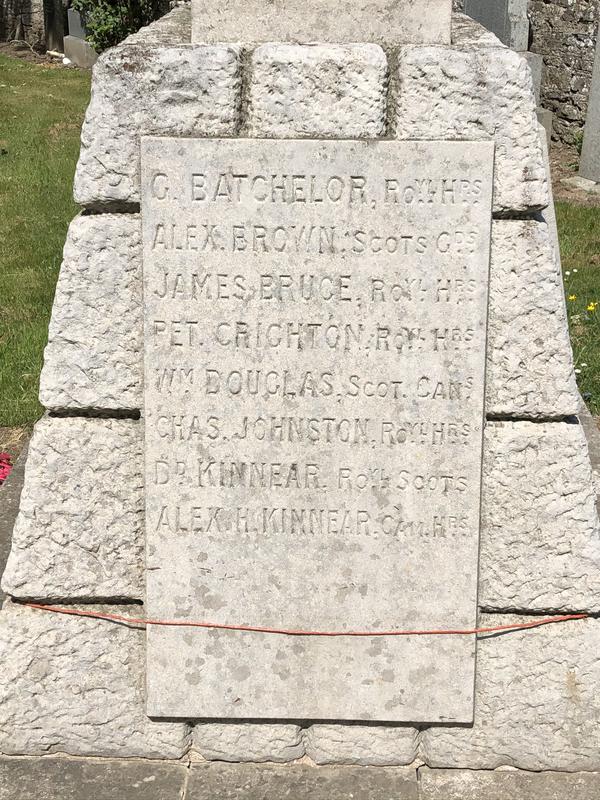 G. BATCHELOR, ROYL HRS
ALEX. BROWN, SCOTS GDS
JAMES BRUCE, ROYL HRS
PET. CRICHTON, ROYL HRS
WM DOUGLAS, SCOT. CANS
CHAS. JOHNSTON, ROYL HRS
DD KINNEAR, ROYL SCOTS
ALEX. H. KINNEAR, CAM. HRS